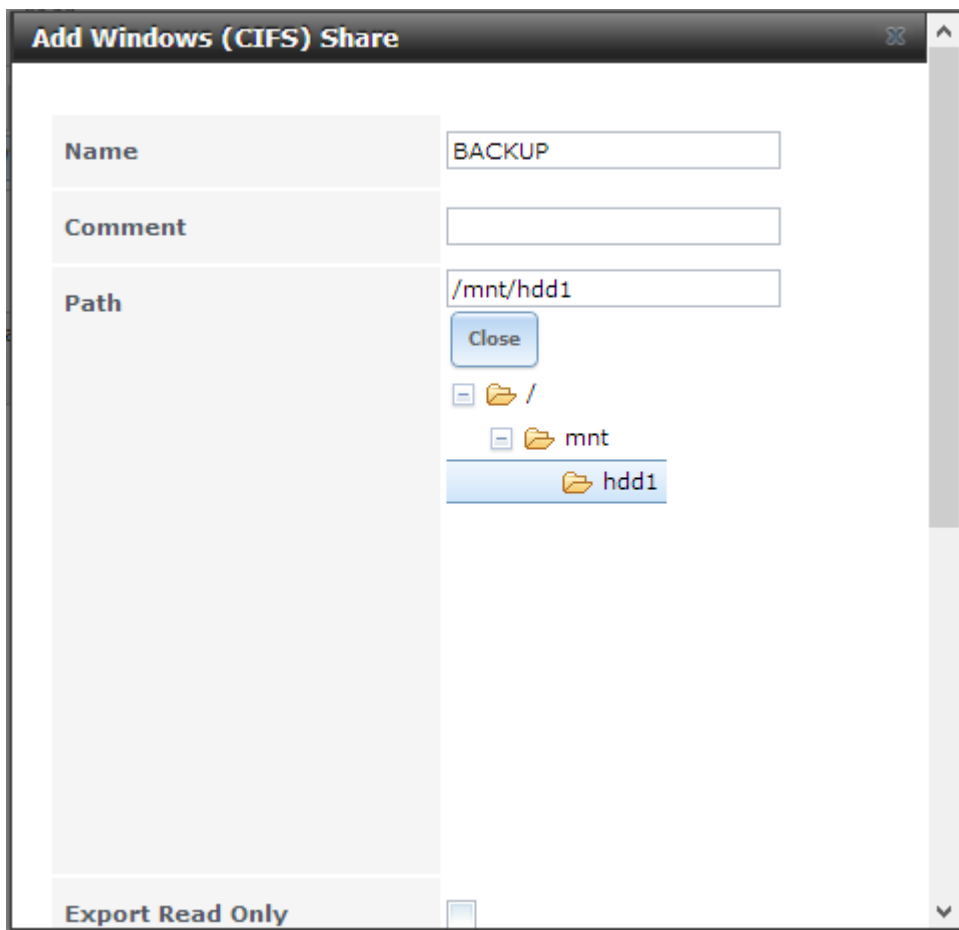 Add Windows (CIFS) Share
Name
BACKUP
Comment
Path
/mnt/hdd1
Close
/
mnt
hdd1
Export Read Only